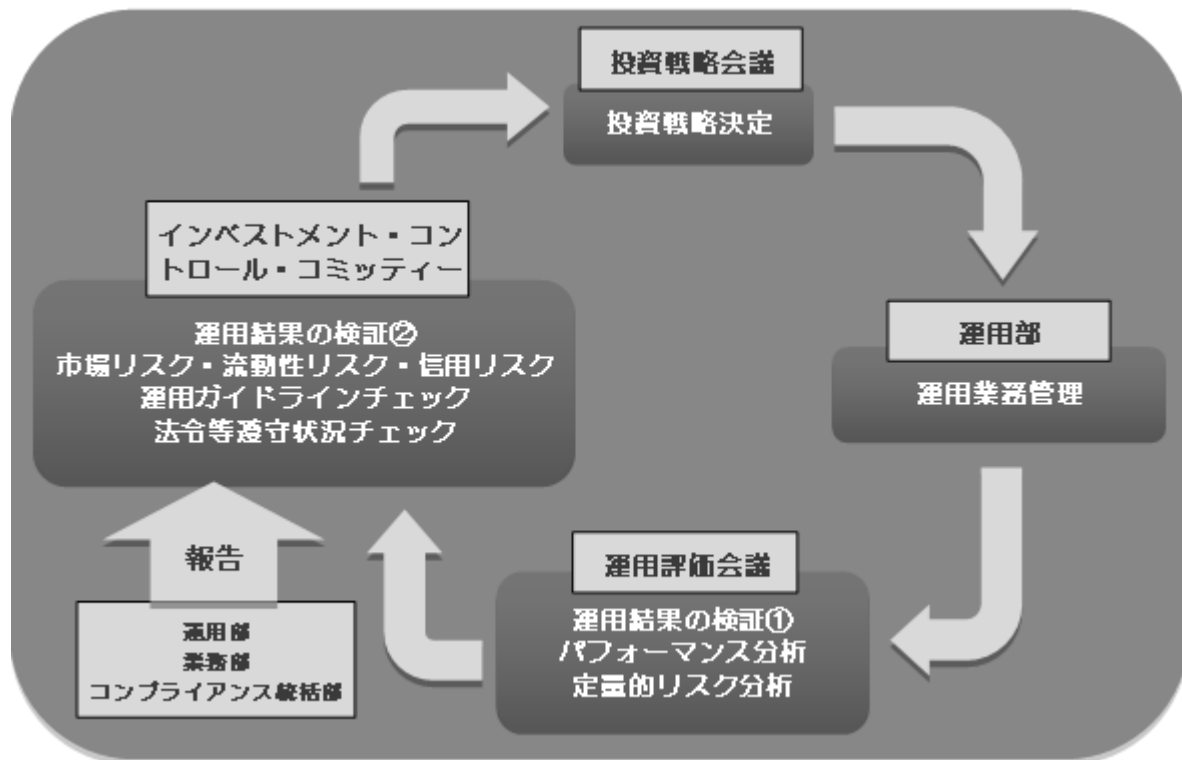 投資戦略会議
投資戦略決定
インベストメント・コン
トロール・コミッティー
運用結果の検証②
市場リスク・流動性リスク・信用リスク
運用ガイドラインチェック
法令等遵守状況チェック
運用部
運用業務管理
報告
運用部
業務部
コンプライアンス統括部
運用評価会議
運用結果の検証①
パフォーマンス分析
定量的リスク分析